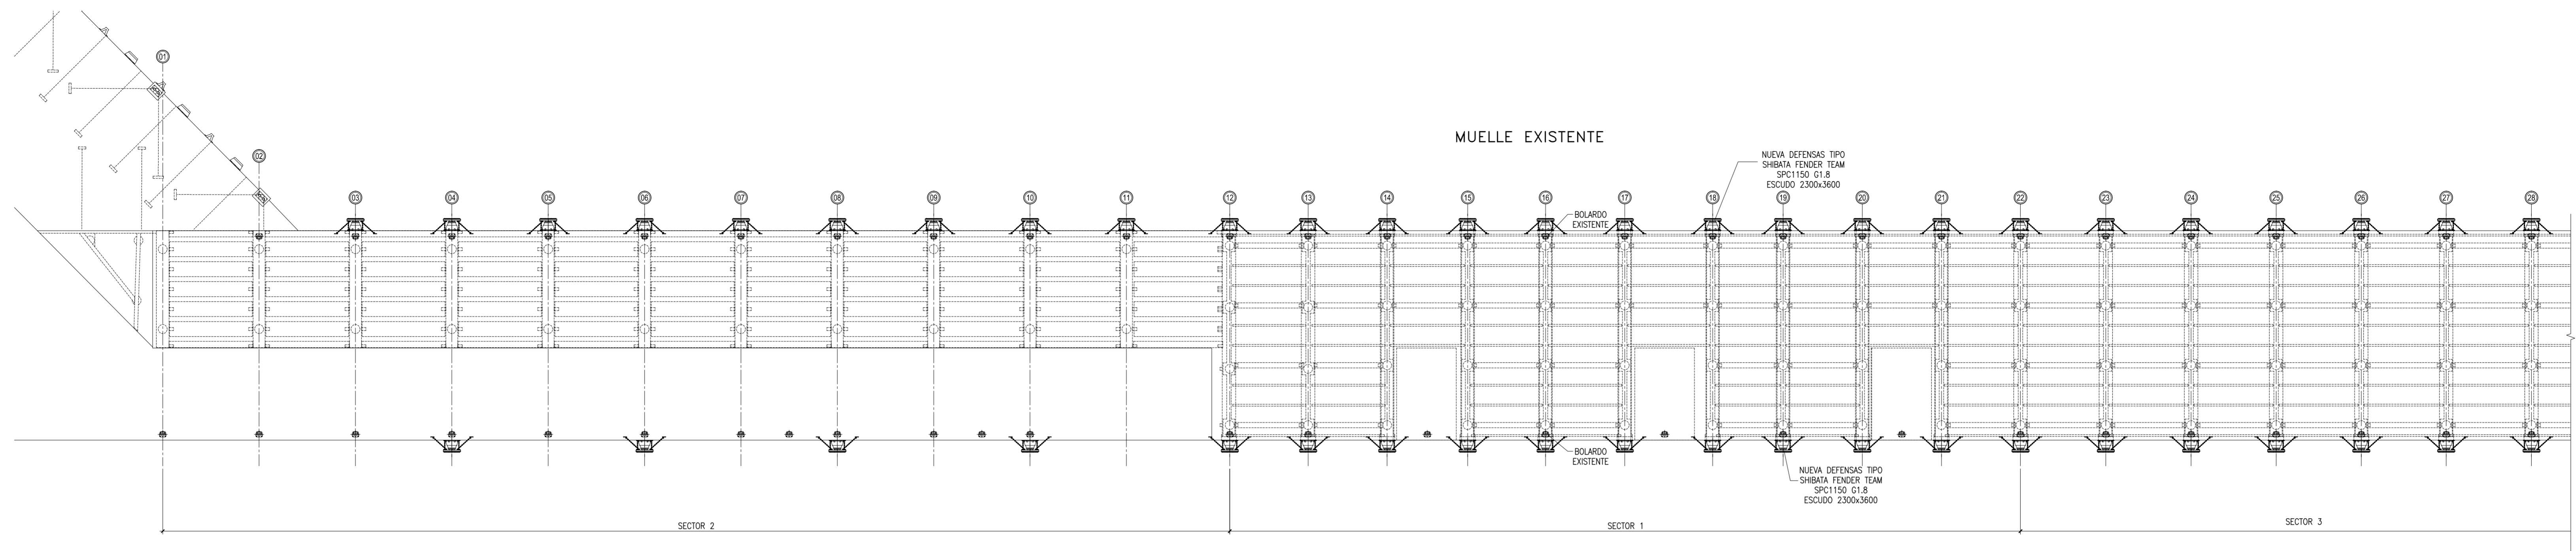 01
02
MUELLE EXISTENTE
NUEVA DEFENSAS TIPO
SHIBATA FENDER TEAM
SPC1150 G1.8
ESCUDO 2300x3600
03
04
05
06
07
08
09
10
11
12
13
14
15
16
17
18
19
20
21
22
23
24
25
26
27
28
BOLARDO
EXISTENTE
BOLARDO
EXISTENTE
NUEVA DEFENSAS TIPO
SHIBATA FENDER TEAM
SPC1150 G1.8
ESCUDO 2300x3600
SECTOR 2
SECTOR 1
SECTOR 3